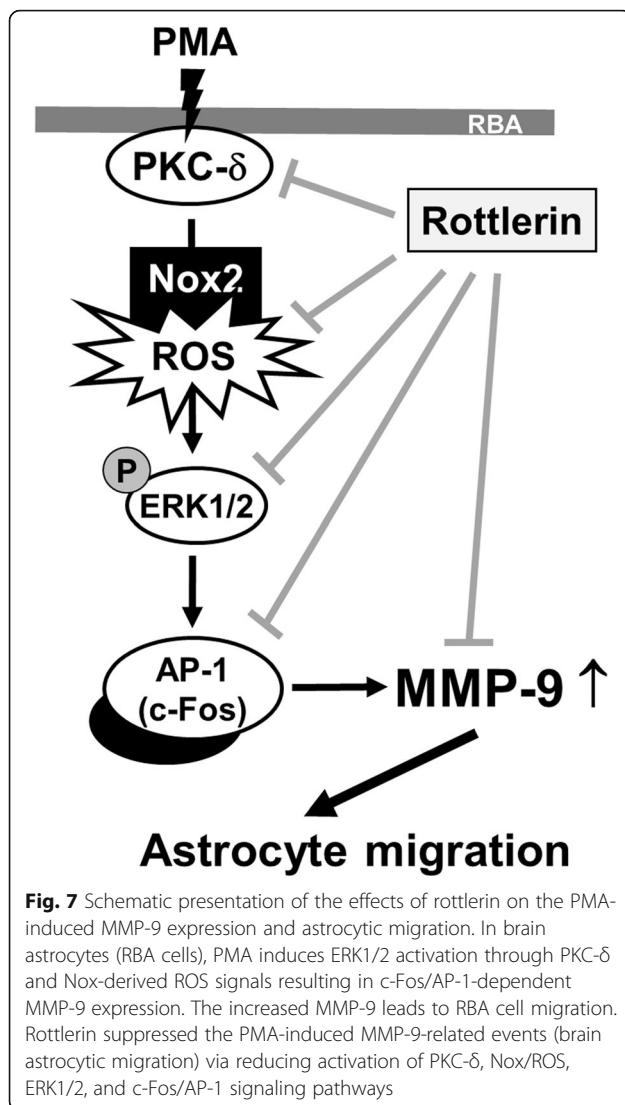 PMA
RBA
PKC-δ
Rottlerin
Nox2.
ROS
P
ERK1/2
AP-1
(c-Fos)
MMP-9 ↑
Astrocyte migration
Fig. 7 Schematic presentation of the effects of rottlerin on the PMA-
induced MMP-9 expression and astrocytic migration. In brain
astrocytes (RBA cells), PMA induces ERK1/2 activation through PKC-δ
and Nox-derived ROS signals resulting in c-Fos/AP-1-dependent
MMP-9 expression. The increased MMP-9 leads to RBA cell migration.
Rottlerin suppressed the PMA-induced MMP-9-related events (brain
astrocytic migration) via reducing activation of PKC-δ, Nox/ROS,
ERK1/2, and c-Fos/AP-1 signaling pathways